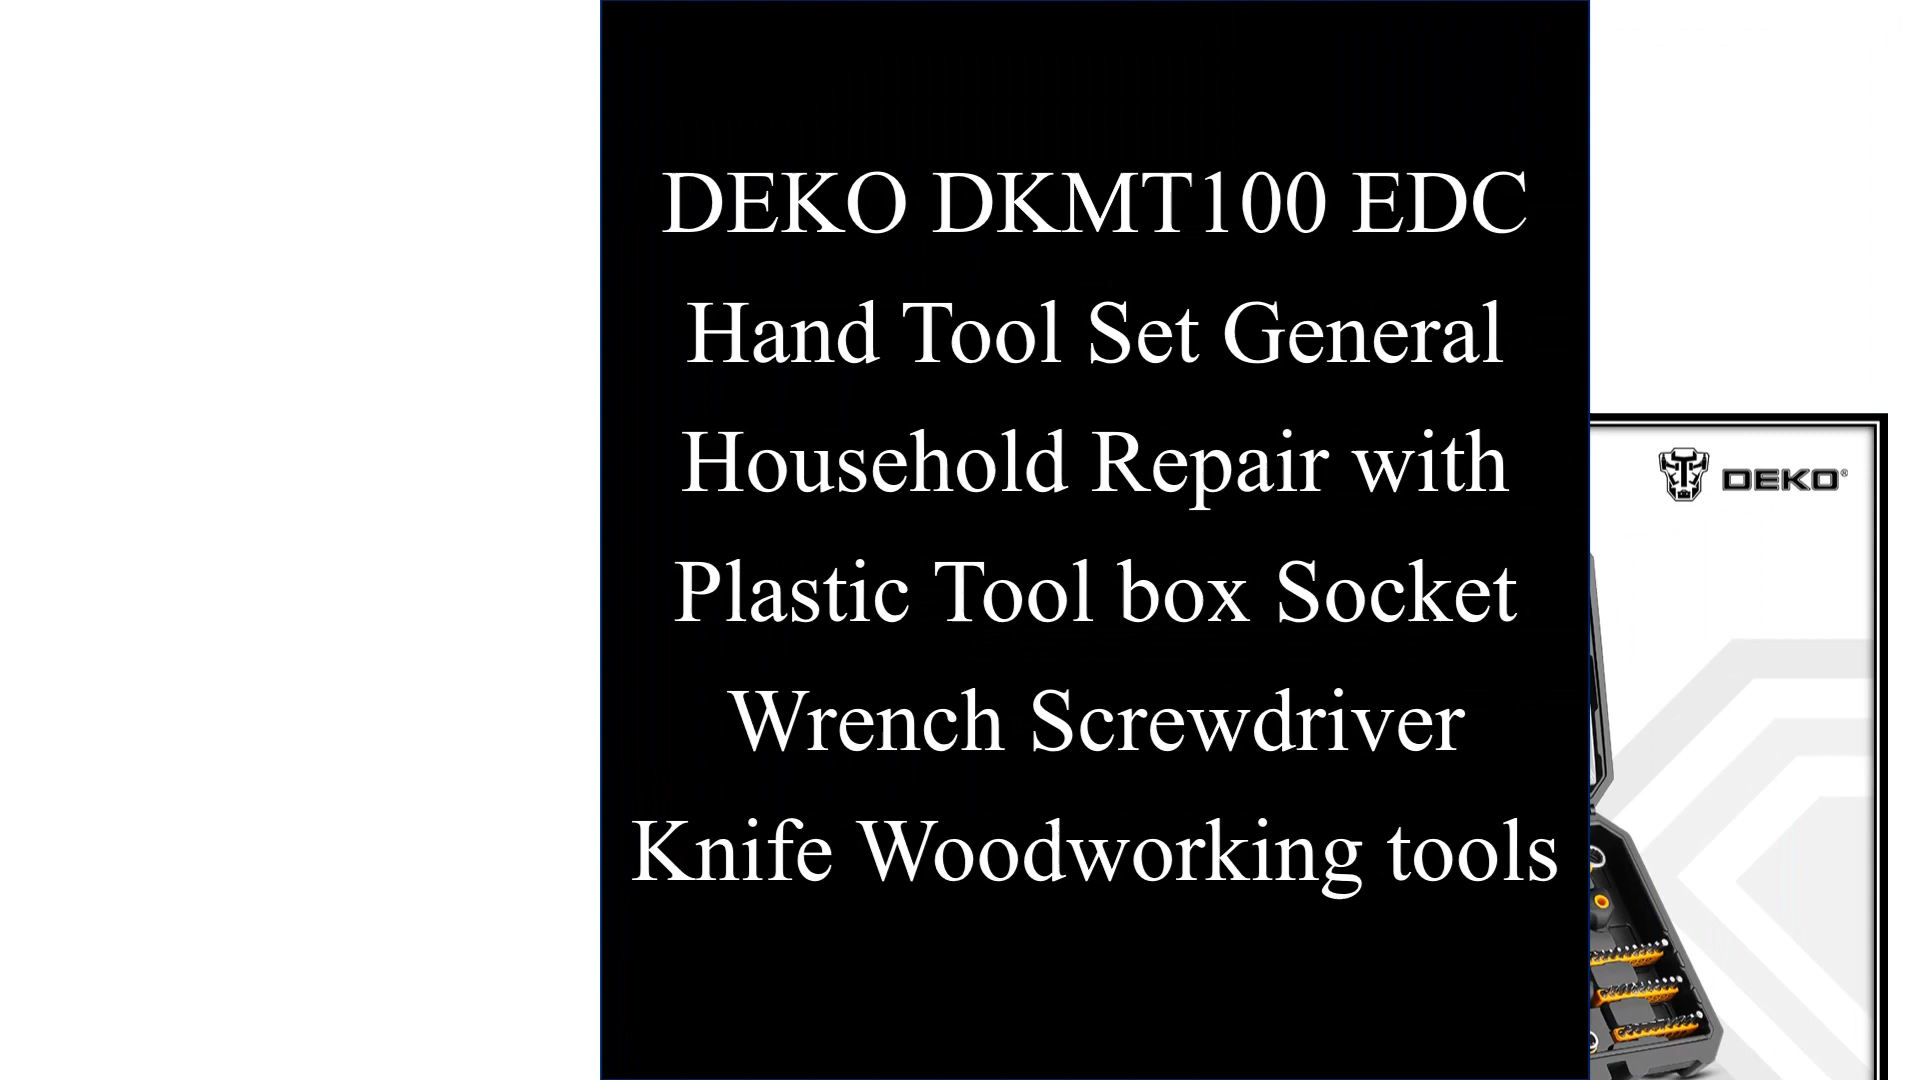 DEKO DKMT100 EDC
Hand Tool Set General
Household Repair with
Plastic Tool box Socket
Wrench Screwdriver
Knife Woodworking tools
DEKO®